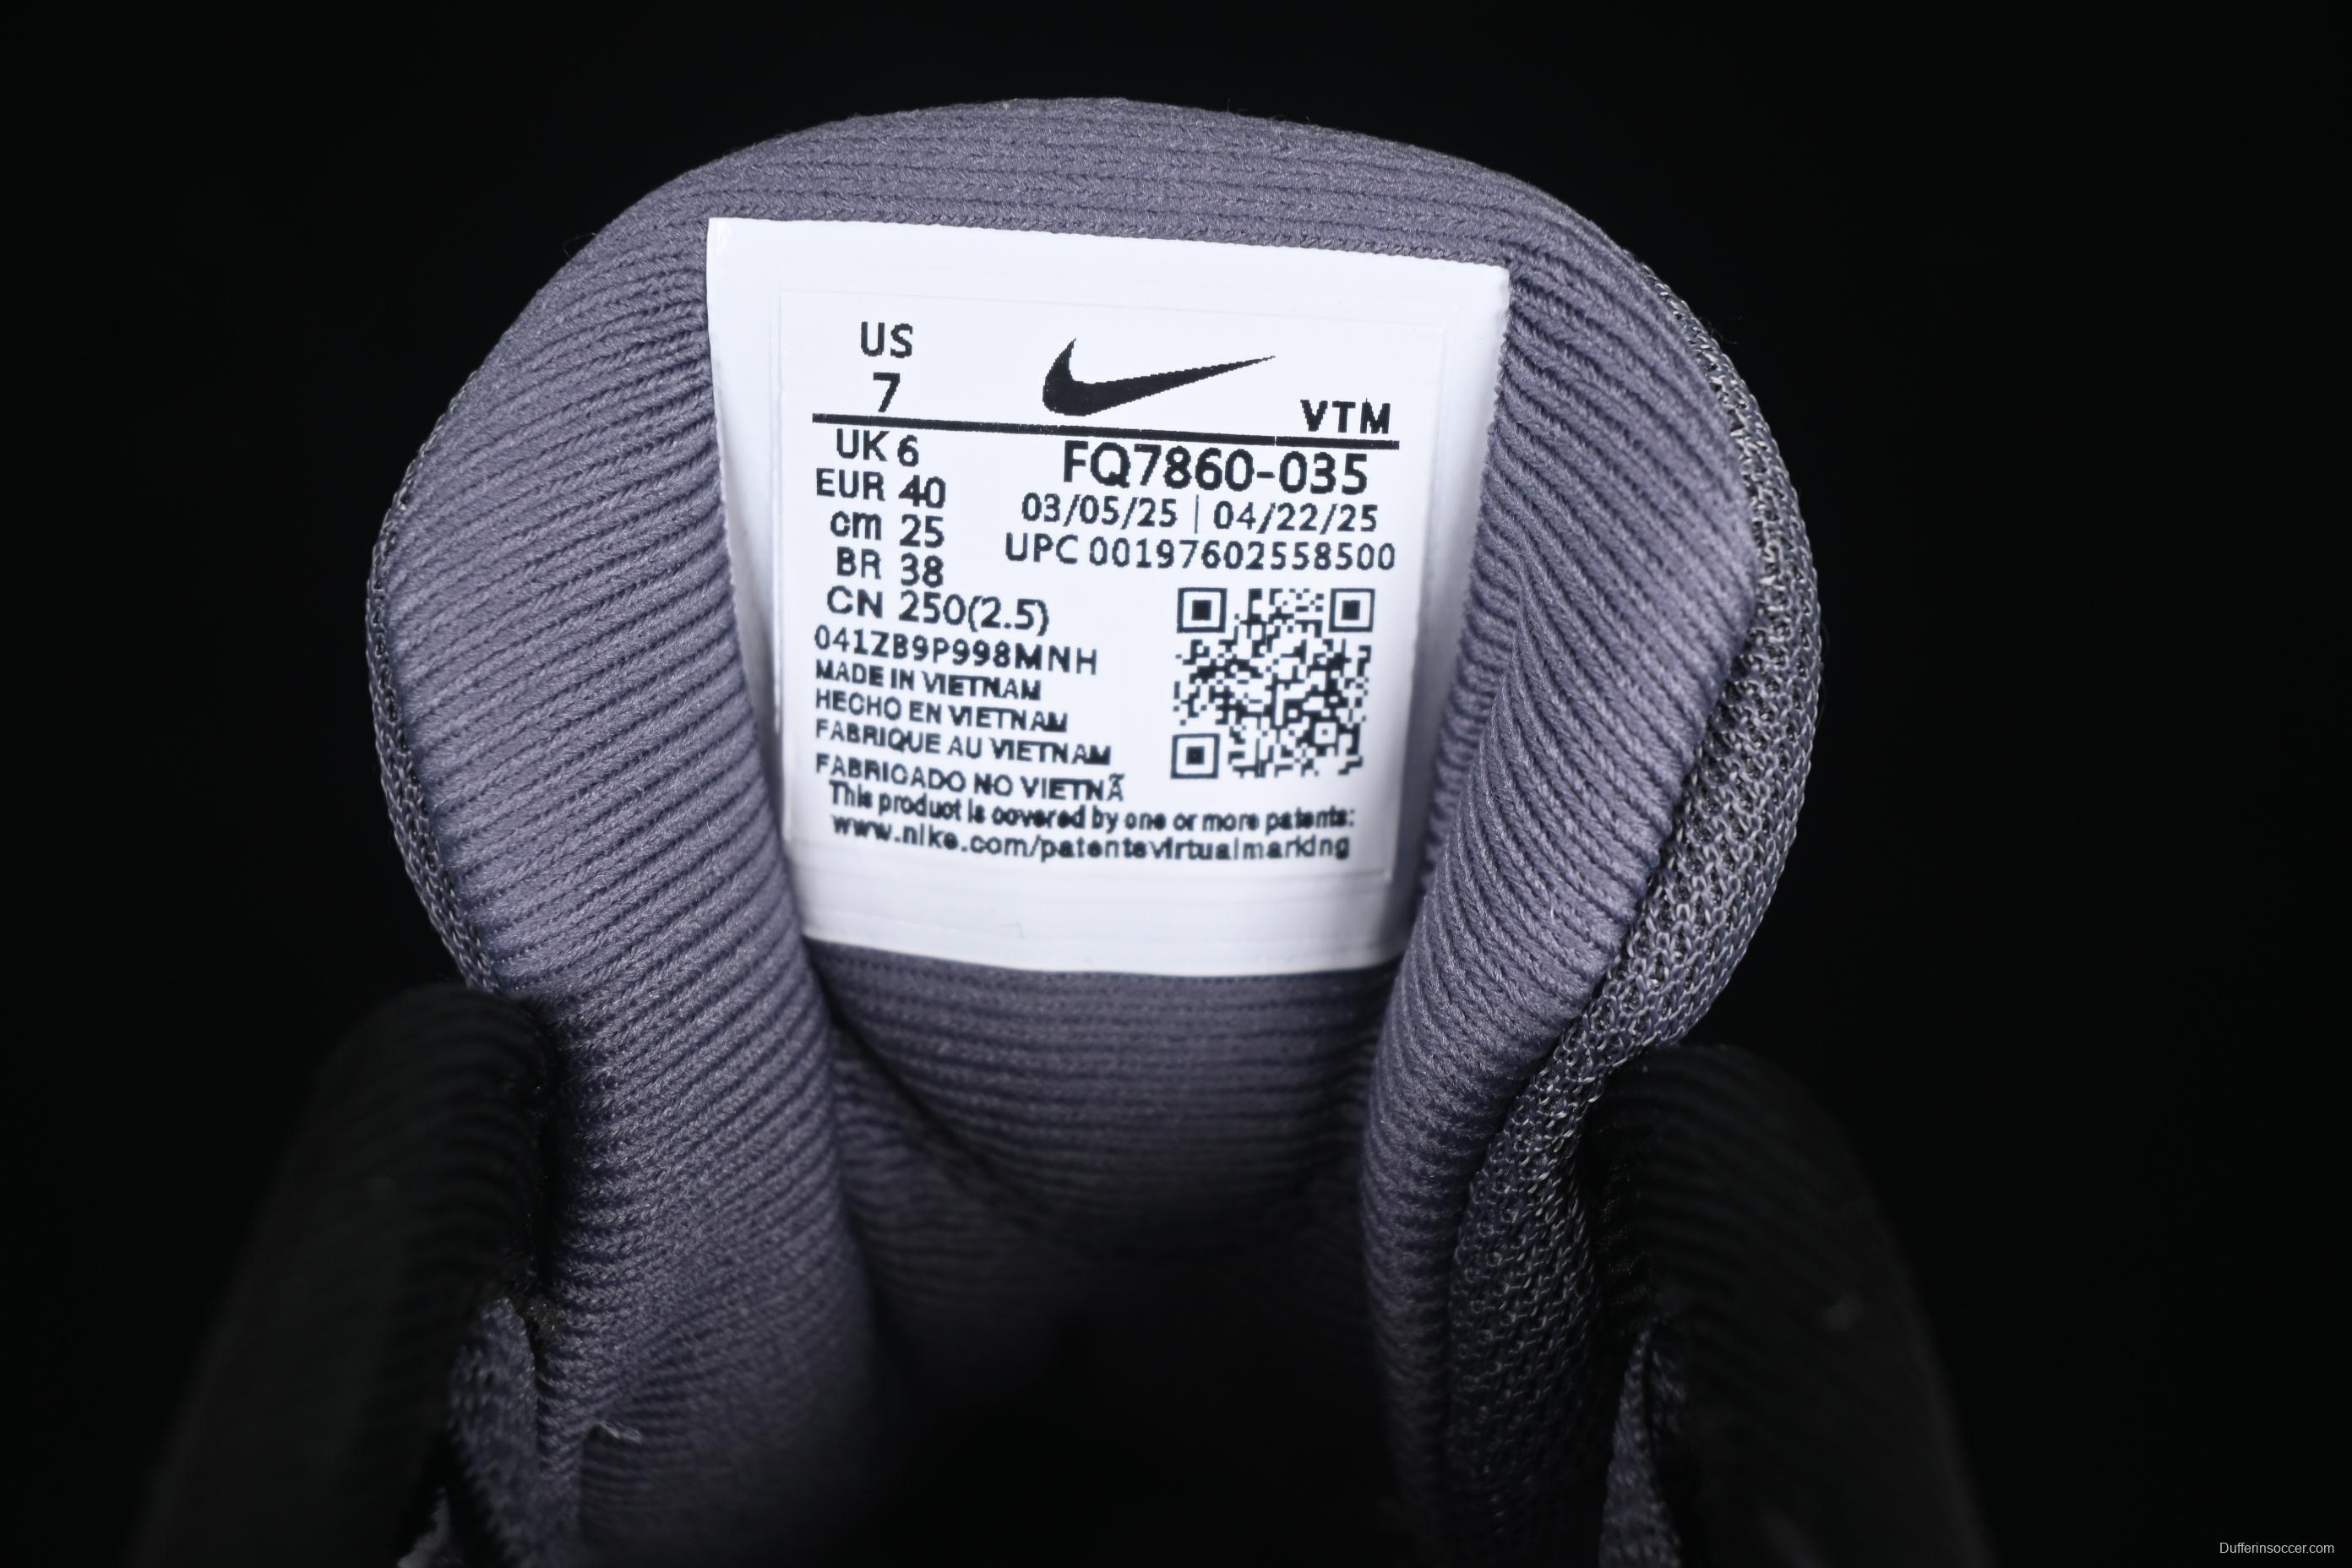 US
7
VTM
UK 6
FQ7860-035
EUR 40
03/05/25 | 04/22/25
cm 25
UPC 00197602558500
BR 38
CN 250(2.5)
041ZB9P998MNH
MADE IN VIETNAM
HECHO EN VIETNAM
FABRIQUE AU VIETNAM
FABRICADO NO VIETNÃ
This product is covered by one or more patents:
www.nike.com/patentsvirtualmarking
Dufferinsoccer.com